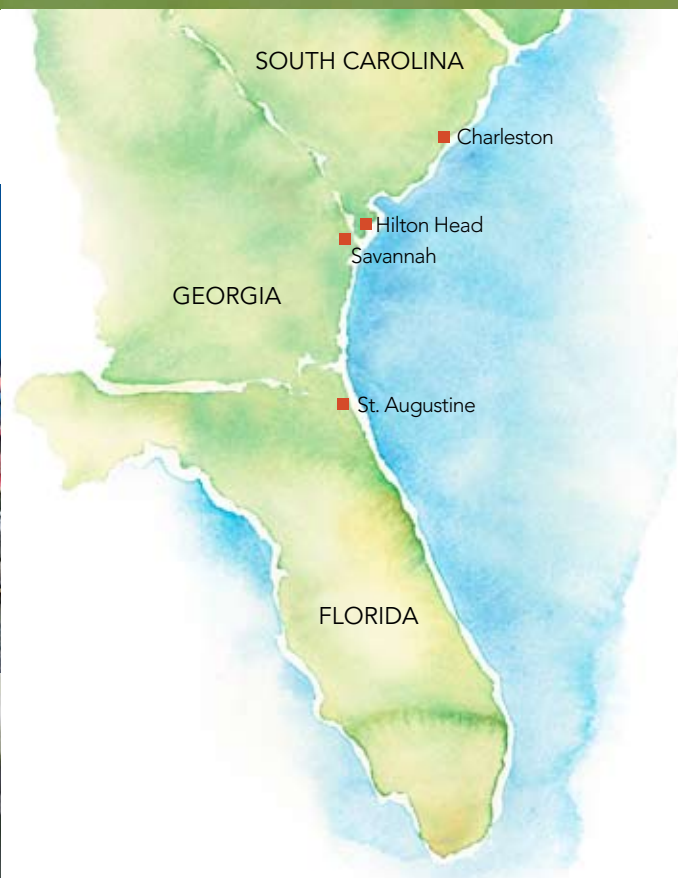 SOUTH CAROLINA
Charleston
Hilton Head
Savannah
GEORGIA
St. Augustine
FLORIDA